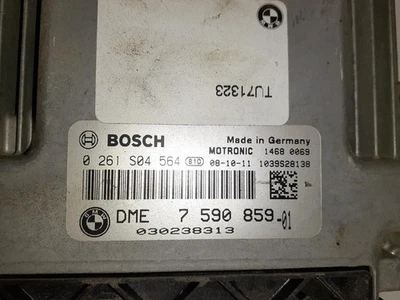 TU71323
BOSCH Made in Germany
MOTRONIC 1468 0069
0 261 S04 564 81D 08-10-11 1039S28138
DME 7 590 859-01
030238313